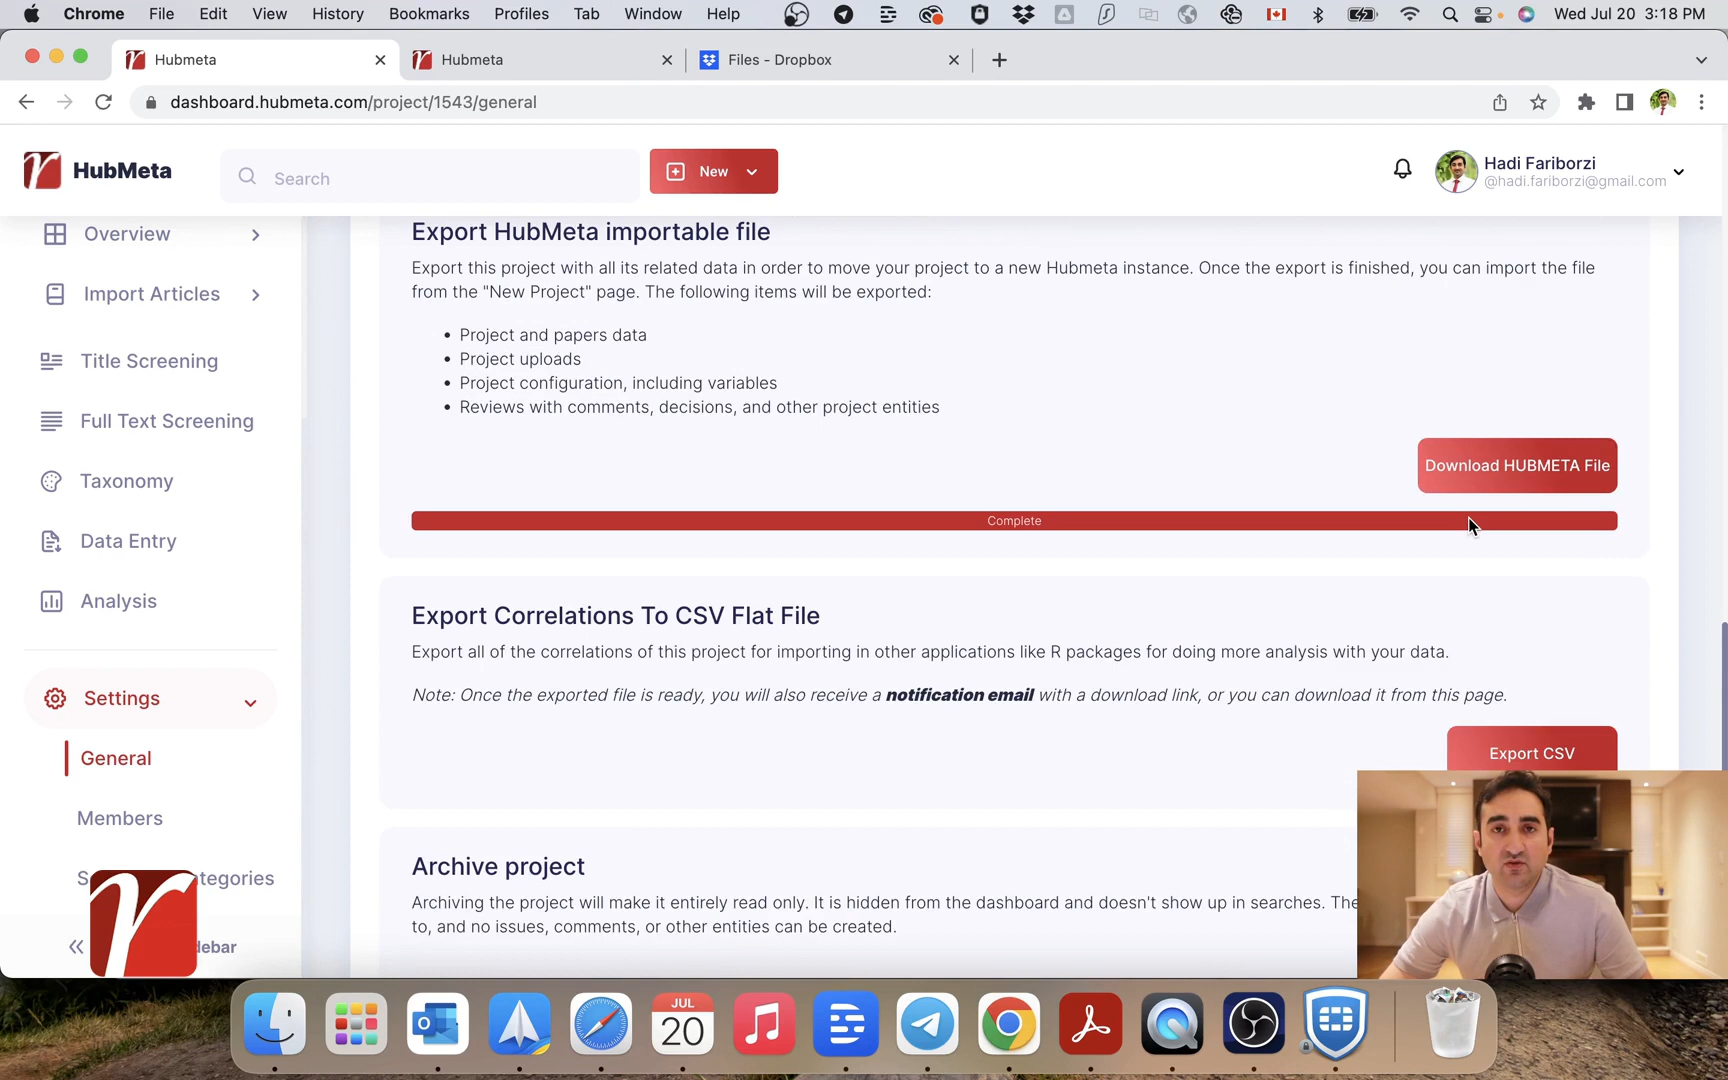 Chrome File Edit View History Bookmarks Profiles Tab Window Help Wed Jul 20 3:18 PM
Hubmeta Hubmeta Files - Dropbox
dashboard.hubmeta.com/project/1543/general
HubMeta Search New Hadi Fariborzi
@hadi.fariborzi@gmail.com
Overview
Import Articles
Title Screening
Full Text Screening
Taxonomy
Data Entry
Analysis
Settings
General
Members
S tegories
debar
Export HubMeta importable file
Export this project with all its related data in order to move your project to a new Hubmeta instance. Once the export is finished, you can import the file
from the "New Project" page. The following items will be exported:
• Project and papers data
• Project uploads
• Project configuration, including variables
• Reviews with comments, decisions, and other project entities
Download HUBMETA File
Complete
Export Correlations To CSV Flat File
Export all of the correlations of this project for importing in other applications like R packages for doing more analysis with your data.
Note: Once the exported file is ready, you will also receive a notification email with a download link, or you can download it from this page.
Export CSV
Archive project
Archiving the project will make it entirely read only. It is hidden from the dashboard and doesn't show up in searches. The
to, and no issues, comments, or other entities can be created.
JUL
20